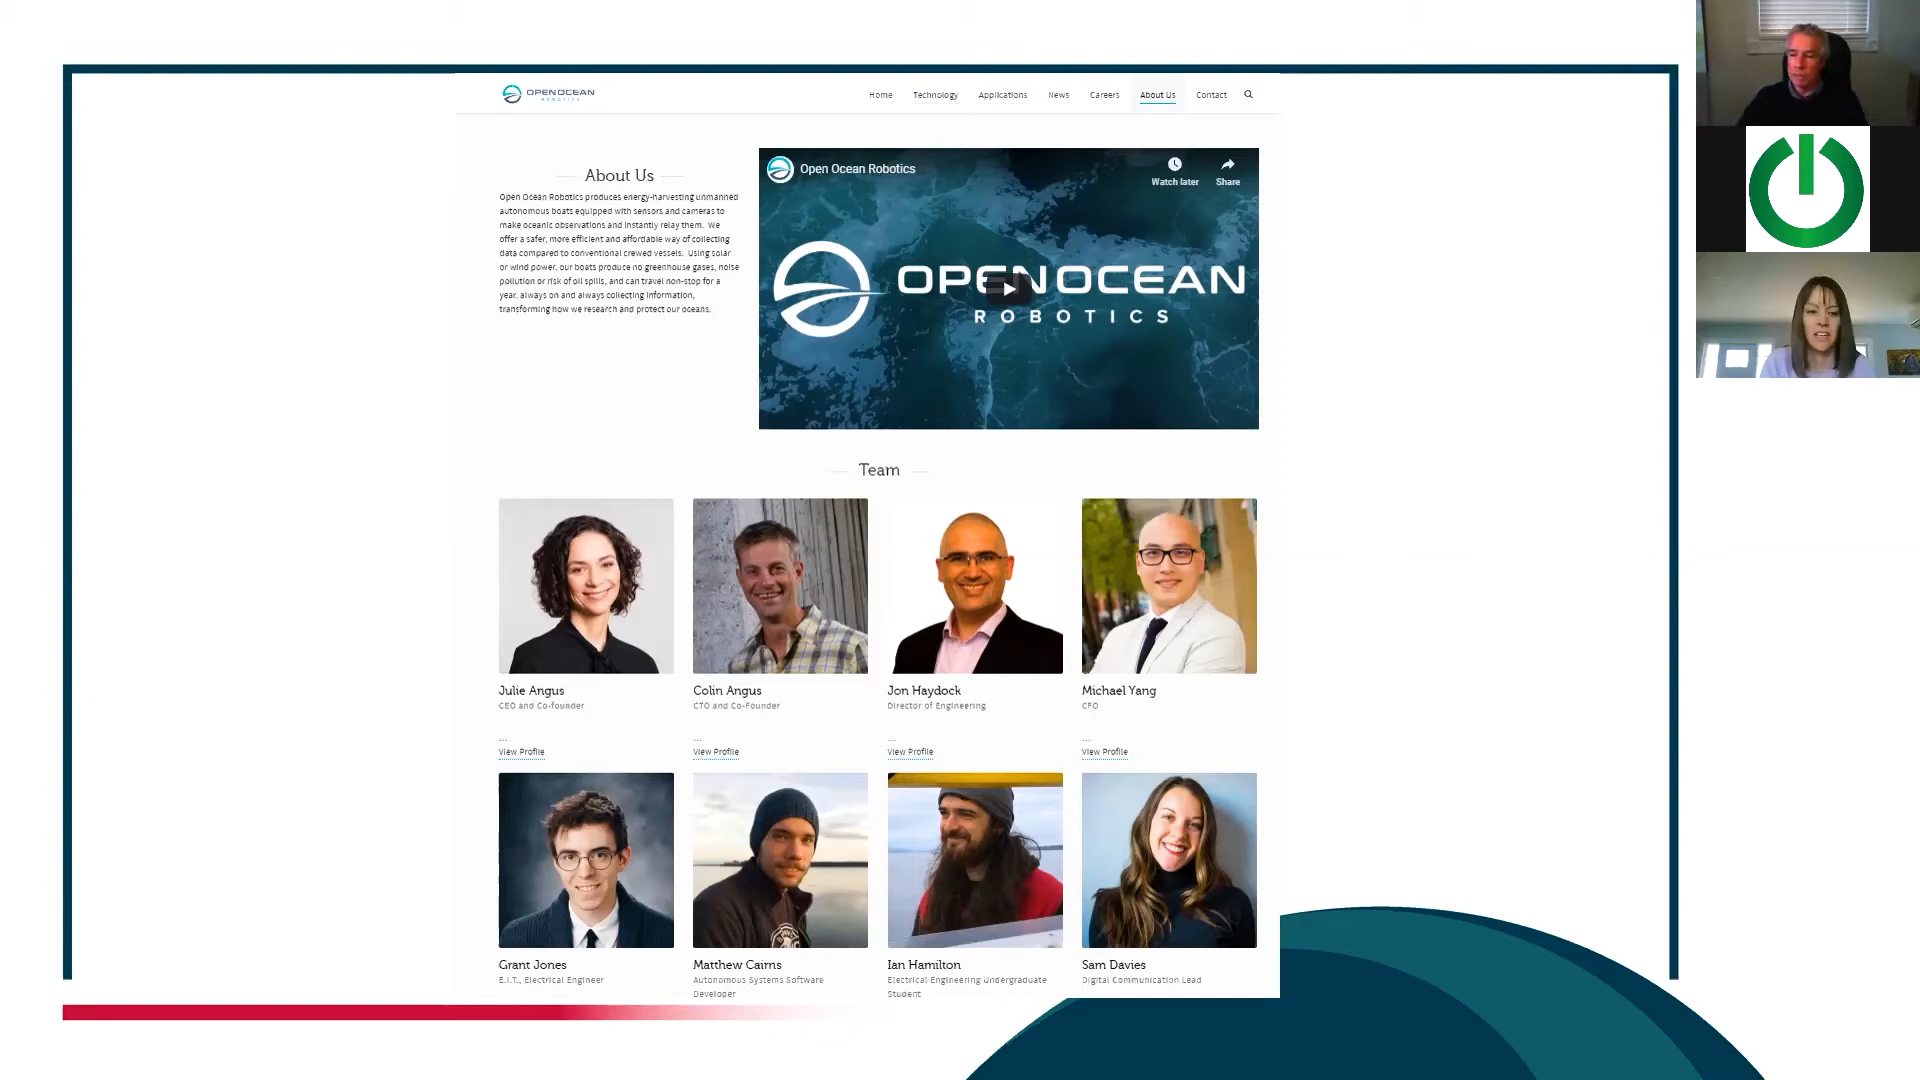 OPEN OCEAN
ROBOTICS
Home Technology Applications News Careers About Us Contact
About Us
Open Ocean Robotics produces energy-harvesting unmanned
autonomous boats equipped with sensors and cameras to
make oceanic observations and instantly relay them. We
offer a safer, more efficient and affordable way of collecting
data compared to conventional crewed vessels. Using solar
or wind power, our boats produce no greenhouse gases, noise
pollution or risk of oil spills, and can travel non-stop for a
year, always on and always collecting information,
transforming how we research and protect our oceans.
Open Ocean Robotics
Watch later Share
OPEN OCEAN
ROBOTICS
Team
Julie Angus
CEO and Co-founder
...
View Profile
Colin Angus
CTO and Co-Founder
...
View Profile
Jon Haydock
Director of Engineering
...
View Profile
Michael Yang
CFO
...
View Profile
Grant Jones
E.I.T., Electrical Engineer
Matthew Cairns
Autonomous Systems Software
Developer
Ian Hamilton
Electrical Engineering Undergraduate
Student
Sam Davies
Digital Communication Lead